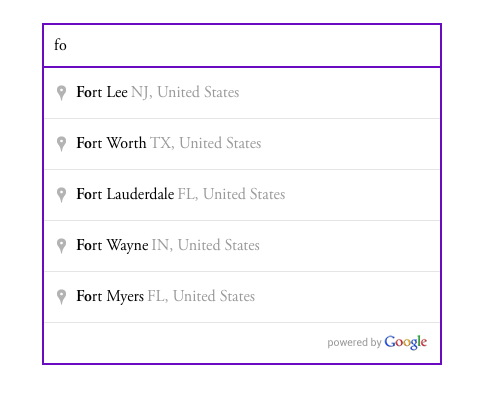 fo
Fort Lee NJ, United States
Fort Worth TX, United States
Fort Lauderdale FL, United States
Fort Wayne IN, United States
Fort Myers FL, United States
powered by Google